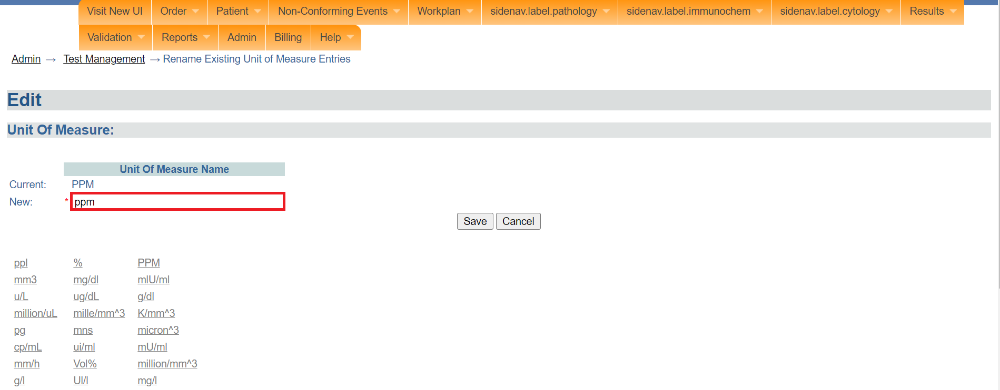 Visit New UI Order Patient Non-Conforming Events Workplan sidenav.label.pathology sidenav.label.immunochem sidenav.label.cytology Results
Validation Reports Admin Billing Help
Admin → Test Management → Rename Existing Unit of Measure Entries
Edit
Unit Of Measure:
Unit Of Measure Name
Current: PPM
New: * ppm
Save Cancel
ppl % PPM
mm3 mg/dl mlU/ml
u/L ug/dL g/dl
million/uL mille/mm^3 K/mm^3
pg mns micron^3
cp/mL ui/ml mU/ml
mm/h Vol% million/mm^3
g/l UI/l mg/l